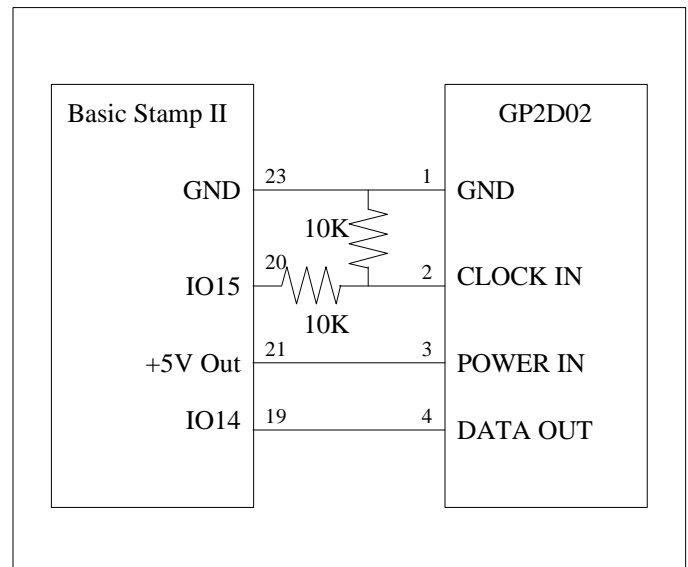 Basic Stamp II
GP2D02
GND
23
1
GND
10K
IO15
20
2
CLOCK IN
10K
+5V Out
21
3
POWER IN
IO14
19
4
DATA OUT